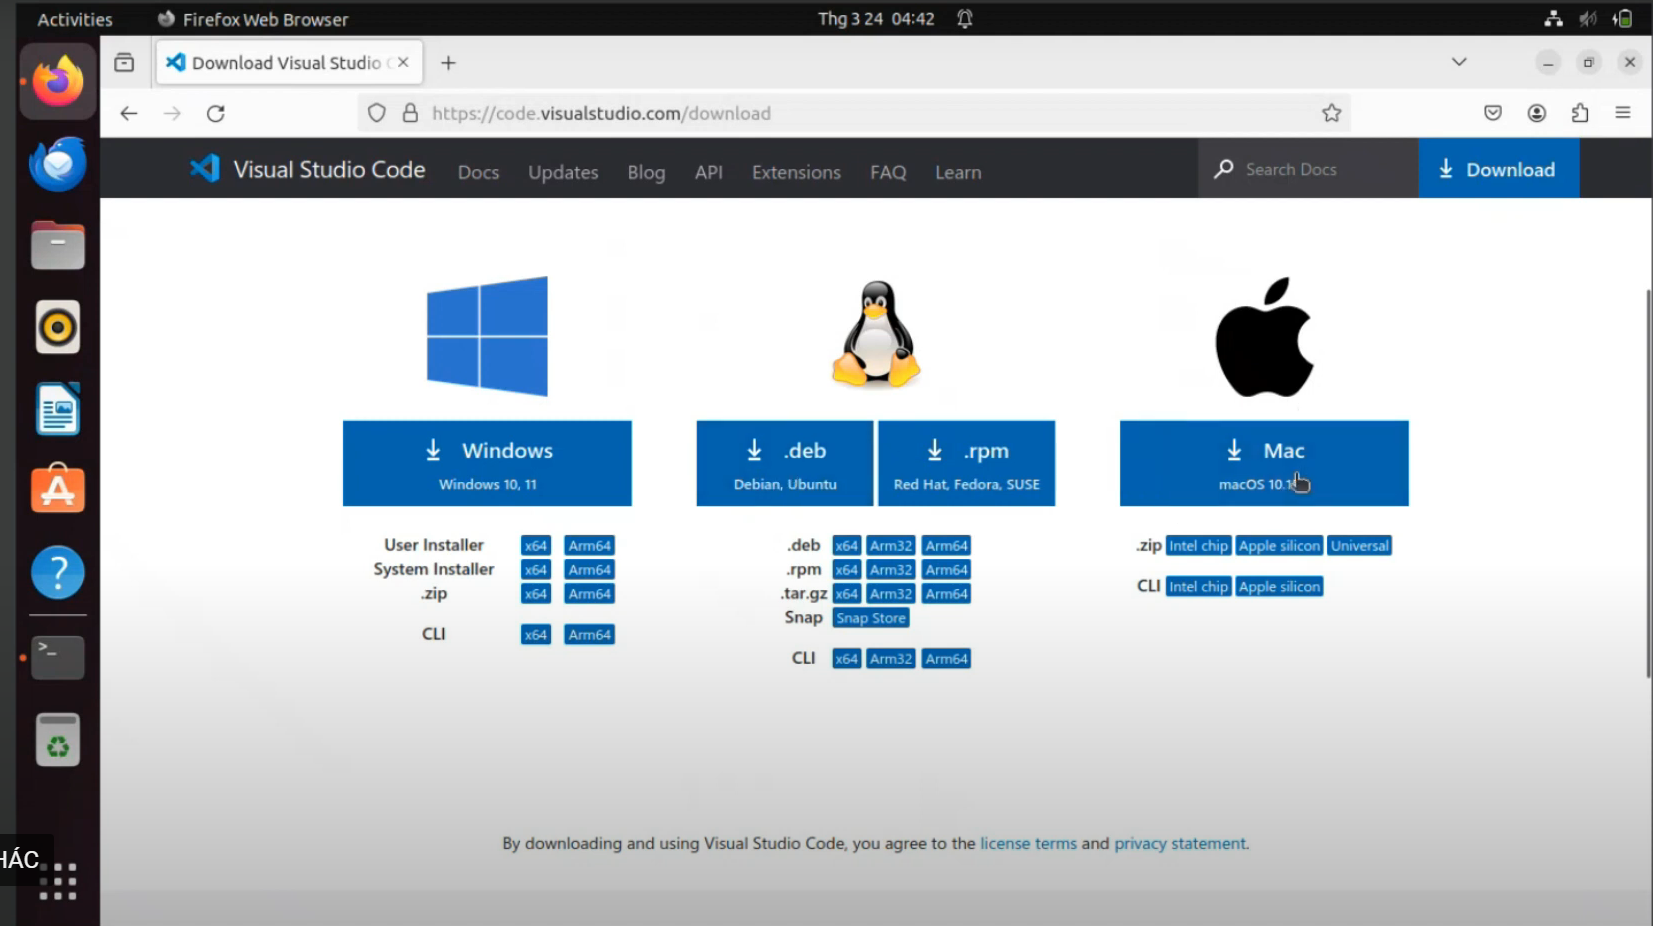 Activities
Firefox Web Browser
Thg 3 24 04:42
Download Visual Studio
https://code.visualstudio.com/download
Visual Studio Code
Docs
Updates
Blog
API
Extensions
FAQ
Learn
Search Docs
Download
Windows
Windows 10, 11
.deb
Debian, Ubuntu
.rpm
Red Hat, Fedora, SUSE
Mac
macOS
User Installer x64 Arm64
System Installer x64 Arm64
.zip x64 Arm64
CLI x64 Arm64
.deb x64 Arm32 Arm64
.rpm x64 Arm32 Arm64
.tar.gz x64 Arm32 Arm64
Snap Snap Store
CLI x64 Arm32 Arm64
.zip Intel chip Apple silicon Universal
CLI Intel chip Apple silicon
By downloading and using Visual Studio Code, you agree to the license terms and privacy statement.
HÁC